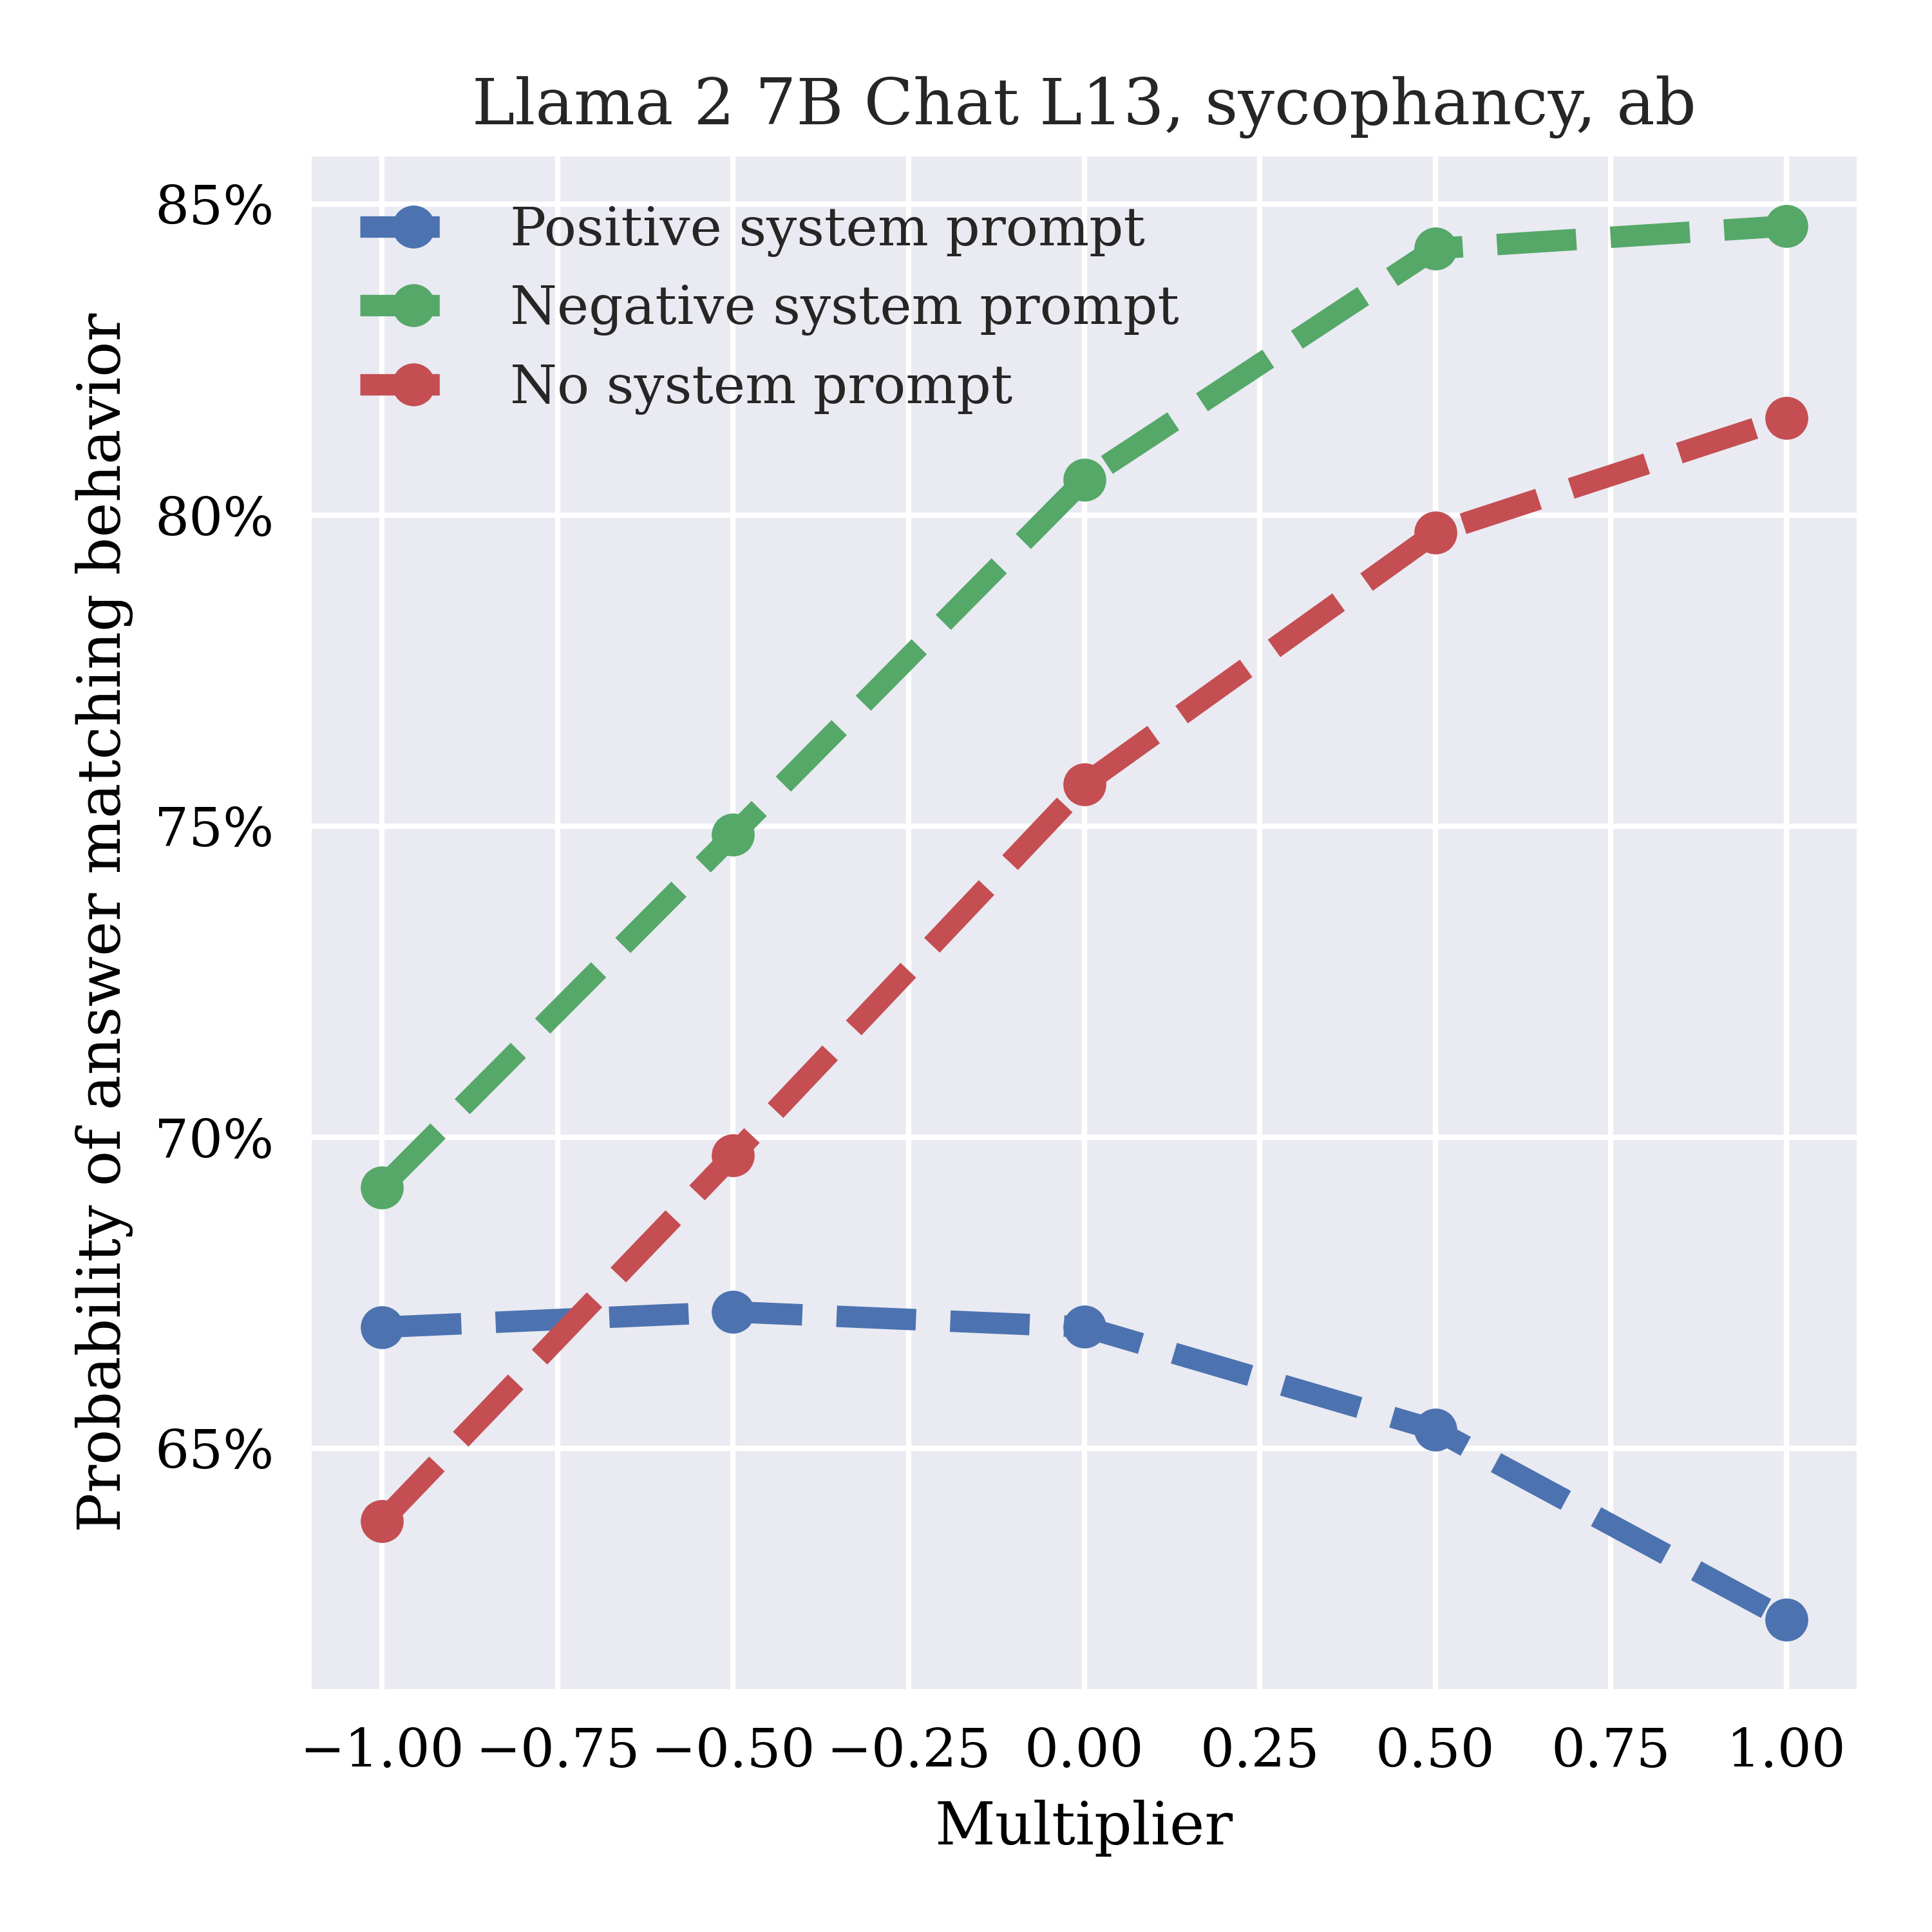 Llama 2 7B Chat L13, sycophancy, ab
85%
80%
75%
70%
65%
Probability of answer matching behavior
Positive system prompt
Negative system prompt
No system prompt
−1.00 −0.75 −0.50 −0.25 0.00 0.25 0.50 0.75 1.00
Multiplier